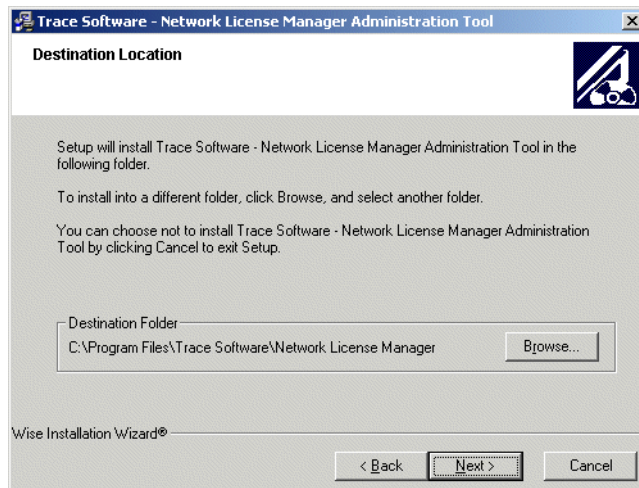 Trace Software - Network License Manager Administration Tool
Destination Location
Setup will install Trace Software - Network License Manager Administration Tool in the
following folder.
To install into a different folder, click Browse, and select another folder.
You can choose not to install Trace Software - Network License Manager Administration
Tool by clicking Cancel to exit Setup.
Destination Folder
C:\Program Files\Trace Software\Network License Manager
Browse...
Wise Installation Wizard®
< Back
Next >
Cancel